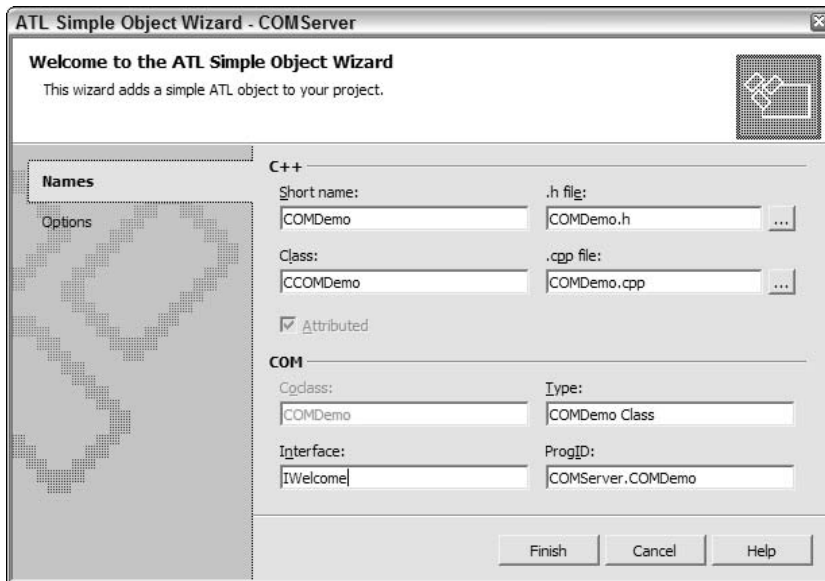 ATL Simple Object Wizard - COMServer
Welcome to the ATL Simple Object Wizard
This wizard adds a simple ATL object to your project.
Names
Options
C++
Short name:
.h file:
COMDemo
COMDemo.h
...
Class:
.cpp file:
CCOMDemo
COMDemo.cpp
...
Attributed
COM
Coclass:
Type:
COMDemo
COMDemo Class
Interface:
ProgID:
IWelcome
COMServer.COMDemo
Finish
Cancel
Help